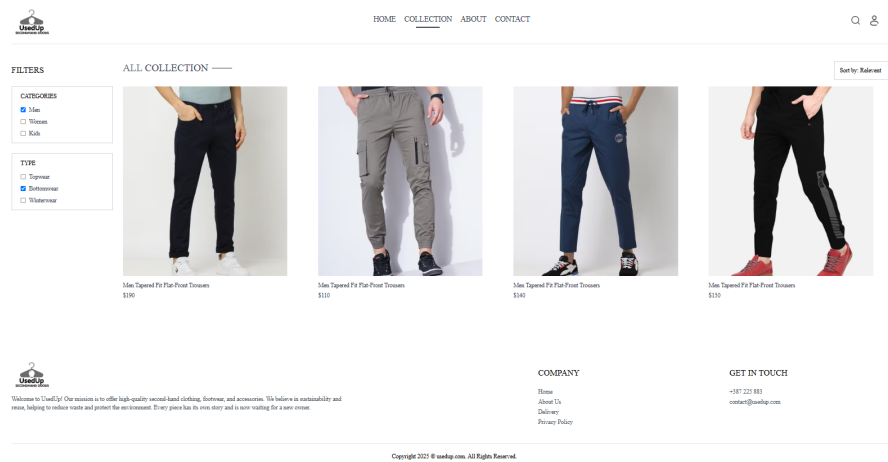 UsedUp
SECONDHAND GOODS
HOME COLLECTION ABOUT CONTACT
FILTERS
CATEGORIES
Men
Women
Kids
TYPE
Topwear
Bottomwear
Winterwear
ALL COLLECTION
Sort by: Relevent
Men Tapered Fit Flat-Front Trousers
$190
Men Tapered Fit Flat-Front Trousers
$110
Men Tapered Fit Flat-Front Trousers
$140
Men Tapered Fit Flat-Front Trousers
$150
UsedUp
SECONDHAND GOODS
Welcome to UsedUp! Our mission is to offer high-quality second-hand clothing, footwear, and accessories. We believe in sustainability and
reuse, helping to reduce waste and protect the environment. Every piece has its own story and is now waiting for a new owner.
COMPANY
Home
About Us
Delivery
Privacy Policy
GET IN TOUCH
+387 225 883
contact@usedup.com
Copyright 2025 © usedup.com. All Rights Reserved.